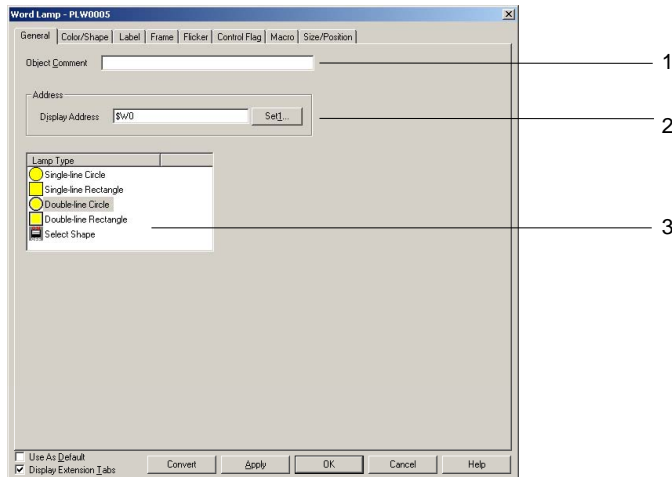 Word Lamp - PLW0005
General Color/Shape Label Frame Flicker Control Flag Macro Size/Position
Object Comment
1
Address
Display Address $W0 Set1...
2
Lamp Type
Single-line Circle
Single-line Rectangle
Double-line Circle
Double-line Rectangle
Select Shape
3
Use As Default
Display Extension Tabs
Convert Apply OK Cancel Help